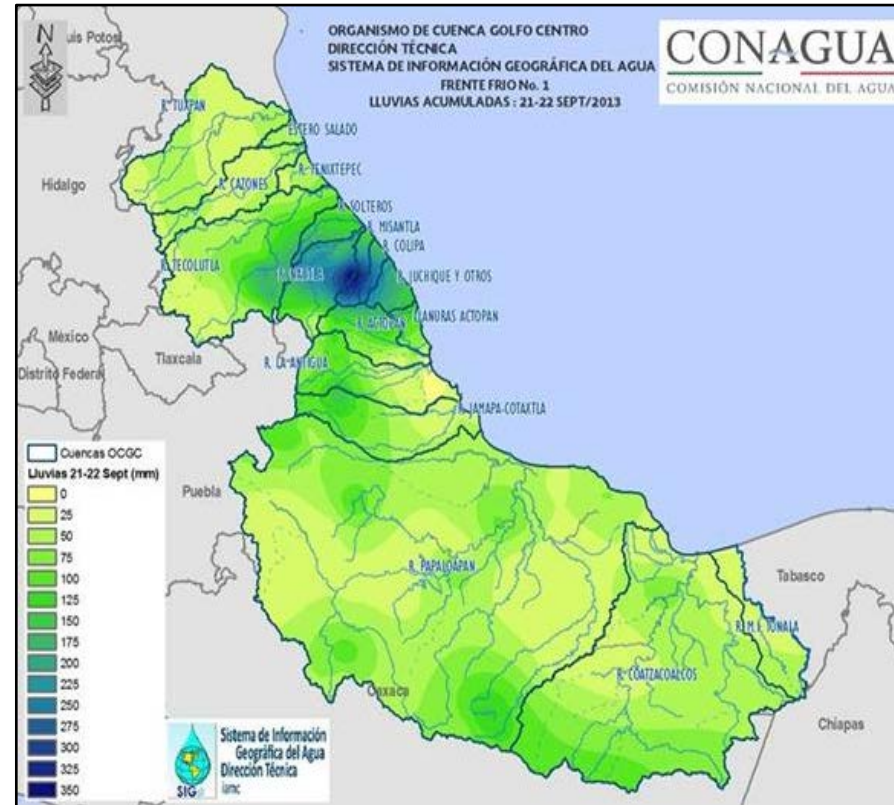 ORGANISMO DE CUENCA GOLFO CENTRO
DIRECCIÓN TÉCNICA
SISTEMA DE INFORMACIÓN GEOGRÁFICA DEL AGUA
FRENTE FRIO No. 1
LLUVIAS ACUMULADAS : 21-22 SEPT/2013
CONAGUA
COMISIÓN NACIONAL DEL AGUA
N
Luis Potosí
R. TUXPAN
ESTERO SALADO
R. TENIXTEPEC
Hidalgo
R. CAZONES
R. SOLTEROS
R. MISANTLA
R. COLIPA
R. TECOLUTLA
R. NAUTLA
R. JUCHIQUE Y OTROS
LLANURAS ACTOPAN
R. ACTOPAN
México
Tlaxcala
R. LA ANTIGUA
Distrito Federal
R. JAMAPA-COTAXTLA
Cuencas OCGC
Lluvias 21-22 Sept (mm)
0
25
50
75
100
125
150
175
200
225
250
275
300
325
350
Puebla
R. PAPALOAPAN
Tabasco
R. COATZACOALCOS
Oaxaca
Chiapas
Sistema de Información
Geográfica del Agua
Dirección Técnica
SIG
iamc